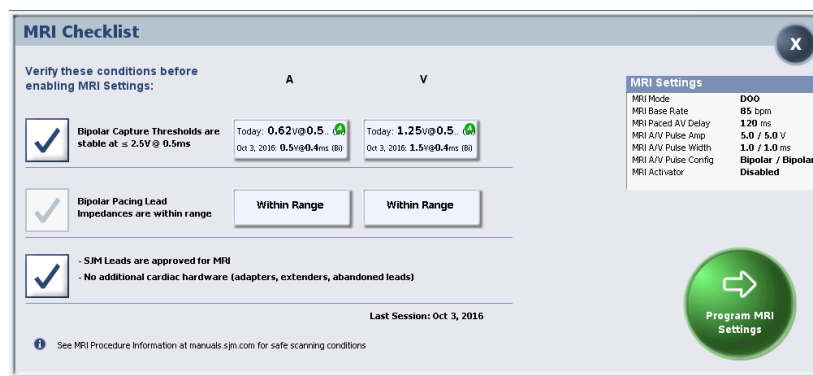 MRI Checklist
X
Verify these conditions before
enabling MRI Settings:
A
V
Bipolar Capture Thresholds are
stable at ≤ 2.5V @ 0.5ms
Today: 0.62V@0.5..
Oct 3, 2016: 0.5V@0.4ms (Bi)
Today: 1.25V@0.5..
Oct 3, 2016: 1.5V@0.4ms (Bi)
Bipolar Pacing Lead
Impedances are within range
Within Range
Within Range
- SJM Leads are approved for MRI
- No additional cardiac hardware (adapters, extenders, abandoned leads)
Last Session: Oct 3, 2016
See MRI Procedure Information at manuals.sjm.com for safe scanning conditions
MRI Settings
MRI Mode DOO
MRI Base Rate 85 bpm
MRI Paced AV Delay 120 ms
MRI A/V Pulse Amp 5.0 / 5.0 V
MRI A/V Pulse Width 1.0 / 1.0 ms
MRI A/V Pulse Config Bipolar / Bipolar
MRI Activator Disabled
Program MRI
Settings